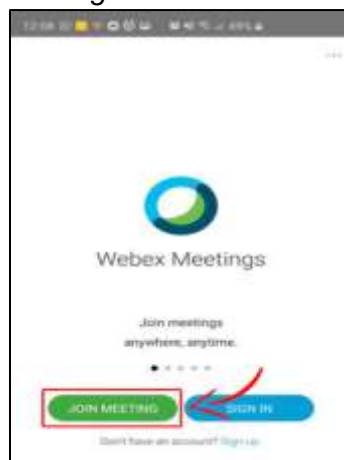 Webex Meetings
Join meetings
anywhere, anytime.
JOIN MEETING
SIGN IN
Don't have an account? Sign up